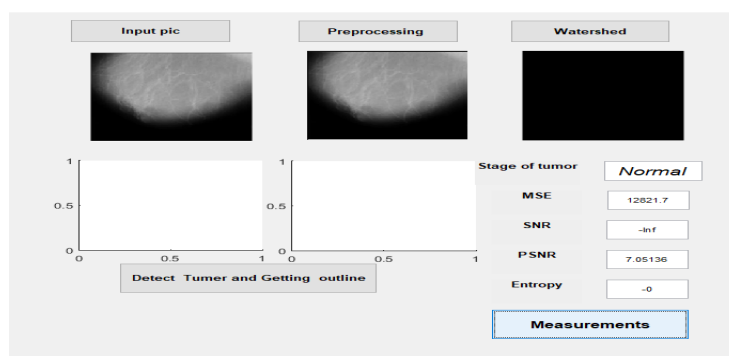 Input pic
Preprocessing
Watershed
1
0.5
0
0
0.5
1
1
0.5
0
0
0.5
1
Stage of tumor
Normal
MSE
12821.7
SNR
-Inf
PSNR
7.05136
Entropy
-0
Detect Tumer and Getting outline
Measurements